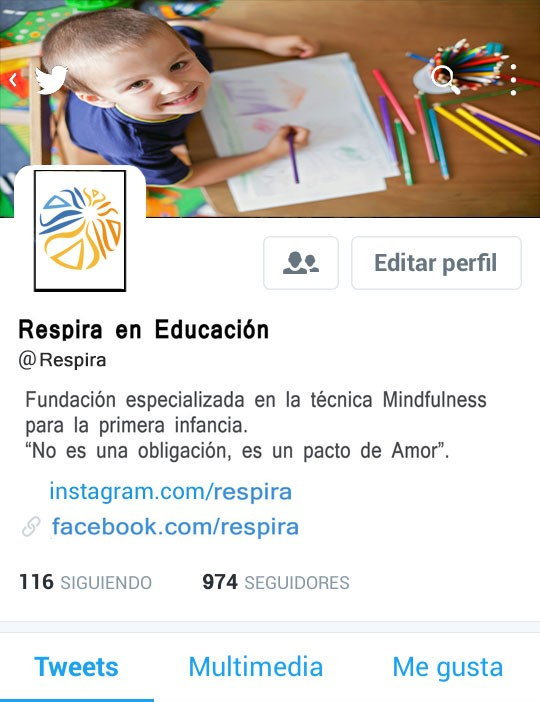 Editar perfil
Respira en Educación
@Respira
Fundación especializada en la técnica Mindfulness
para la primera infancia.
“No es una obligación, es un pacto de Amor”.
instagram.com/respira
facebook.com/respira
116 SIGUIENDO 974 SEGUIDORES
Tweets Multimedia Me gusta